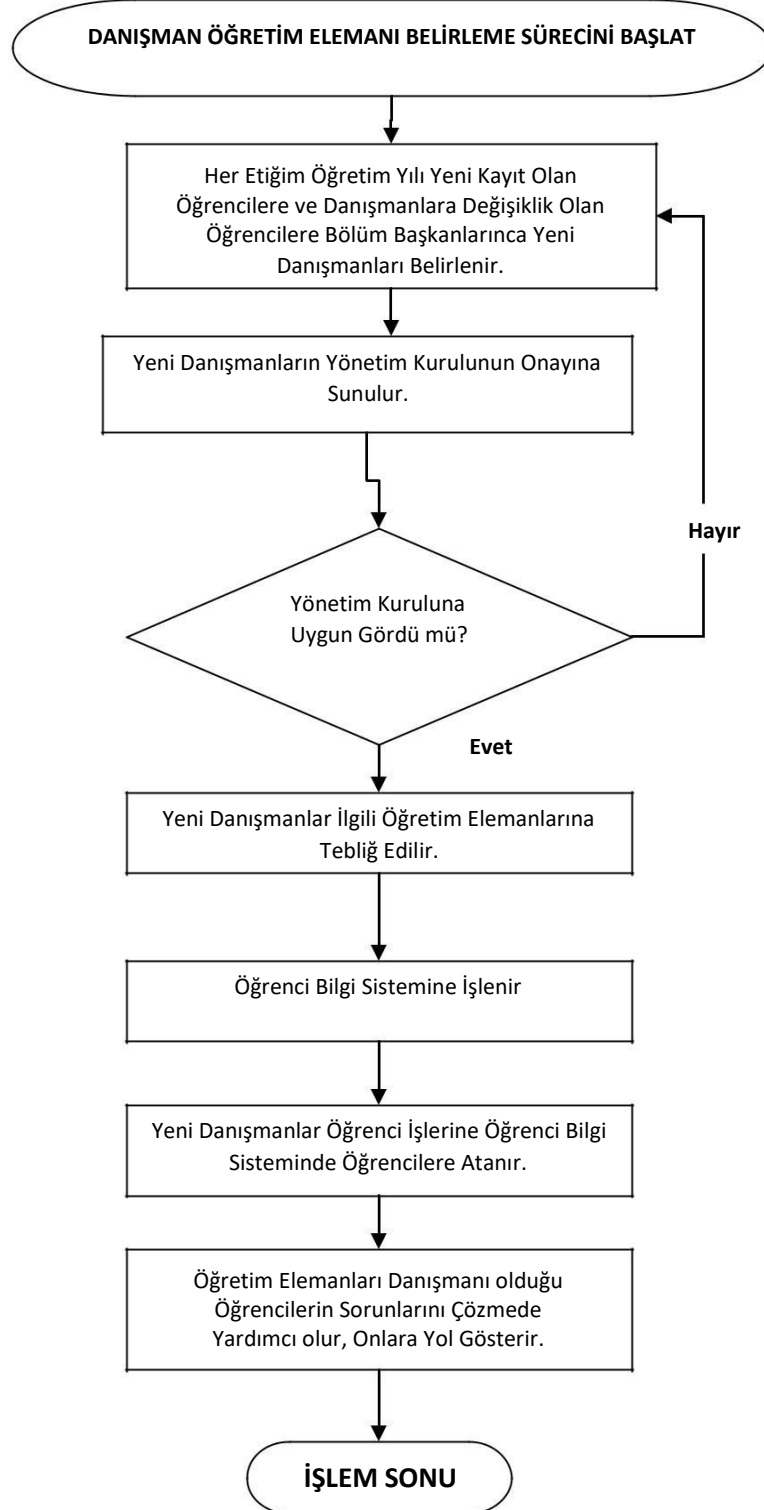 DANIŞMAN ÖĞRETİM ELEMANI BELİRLEME SÜRECİNİ BAŞLAT
Her Etiğim Öğretim Yılı Yeni Kayıt Olan
Öğrencilere ve Danışmanlara Değişiklik Olan
Öğrencilere Bölüm Başkanlarınca Yeni
Danışmanları Belirlenir.
Yeni Danışmanların Yönetim Kurulunun Onayına
Sunulur.
Hayır
Yönetim Kuruluna
Uygun Gördü mü?
Evet
Yeni Danışmanlar İlgili Öğretim Elemanlarına
Tebliğ Edilir.
Öğrenci Bilgi Sistemine İşlenir
Yeni Danışmanlar Öğrenci İşlerine Öğrenci Bilgi
Sisteminde Öğrencilere Atanır.
Öğretim Elemanları Danışmanı olduğu
Öğrencilerin Sorunlarını Çözmede
Yardımcı olur, Onlara Yol Gösterir.
İŞLEM SONU